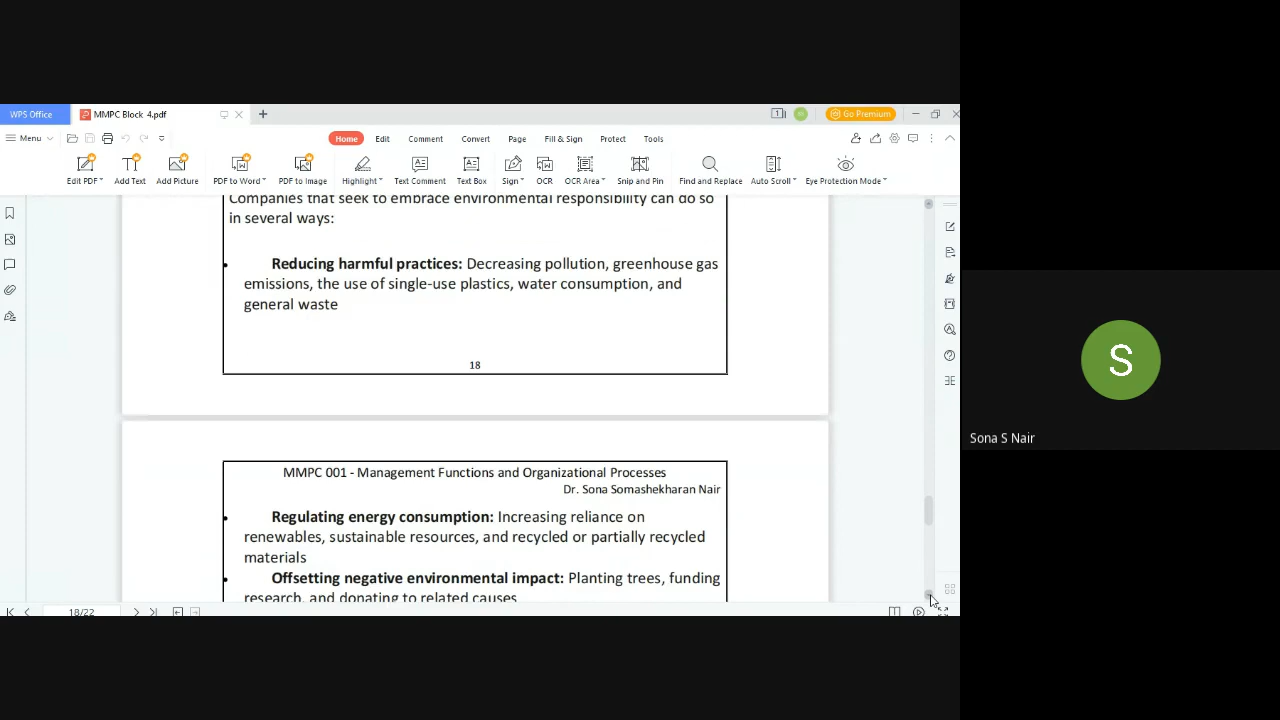 WPS Office
MMPC Block 4.pdf
Go Premium
Menu
Home Edit Comment Convert Page Fill & Sign Protect Tools
Edit PDF Add Text Add Picture PDF to Word PDF to Image Highlight Text Comment Text Box Sign OCR OCR Area Snip and Pin Find and Replace Auto Scroll Eye Protection Mode
Companies that seek to embrace environmental responsibility can do so
in several ways:
• Reducing harmful practices: Decreasing pollution, greenhouse gas
emissions, the use of single-use plastics, water consumption, and
general waste
18
MMPC 001 - Management Functions and Organizational Processes
Dr. Sona Somashekharan Nair
• Regulating energy consumption: Increasing reliance on
renewables, sustainable resources, and recycled or partially recycled
materials
• Offsetting negative environmental impact: Planting trees, funding
research, and donating to related causes
18/22
S
Sona S Nair